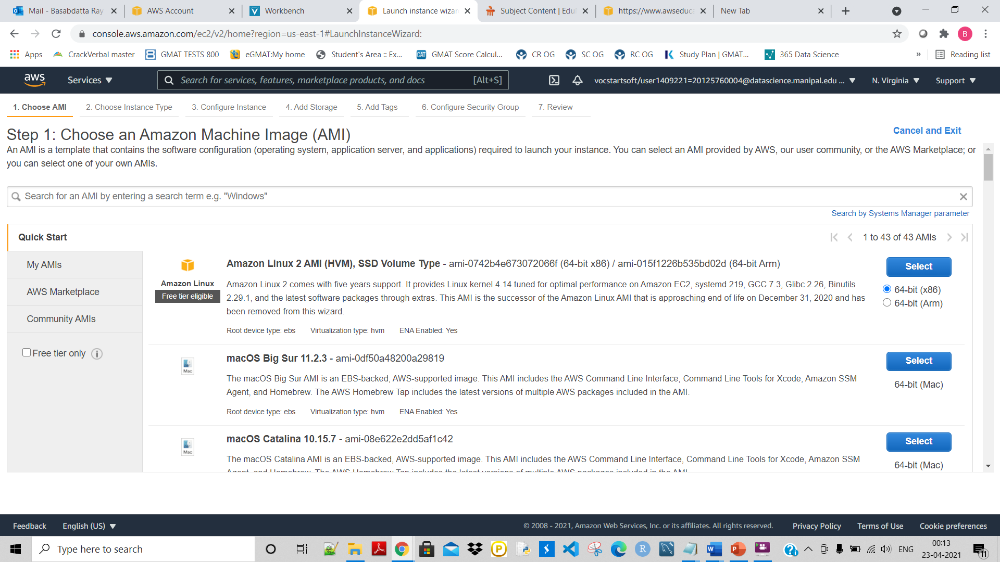 Mail - Basabdatta Ray
AWS Account
Workbench
Launch instance wizar
Subject Content | Edu
https://www.awseduca
New Tab
console.aws.amazon.com/ec2/v2/home?region=us-east-1#LaunchInstanceWizard:
B
Apps
CrackVerbal master
GMAT TESTS 800
eGMAT:My home
Student's Area :: Ex...
CAT
GMAT Score Calcul...
CR OG
SC OG
RC OG
Study Plan | GMAT...
365 Data Science
»
Reading list
aws
Services
Search for services, features, marketplace products, and docs
[Alt+S]
vocstartsoft/user1409221=20125760004@datascience.manipal.edu ...
N. Virginia
Support
1. Choose AMI
2. Choose Instance Type
3. Configure Instance
4. Add Storage
5. Add Tags
6. Configure Security Group
7. Review
Step 1: Choose an Amazon Machine Image (AMI)
Cancel and Exit
An AMI is a template that contains the software configuration (operating system, application server, and applications) required to launch your instance. You can select an AMI provided by AWS, our user community, or the AWS Marketplace; or
you can select one of your own AMIs.
Search for an AMI by entering a search term e.g. "Windows"
Search by Systems Manager parameter
Quick Start
1 to 43 of 43 AMIs
My AMIs
AWS Marketplace
Community AMIs
Free tier only
Amazon Linux
Free tier eligible
Amazon Linux 2 AMI (HVM), SSD Volume Type - ami-0742b4e673072066f (64-bit x86) / ami-015f1226b535bd02d (64-bit Arm)
Amazon Linux 2 comes with five years support. It provides Linux kernel 4.14 tuned for optimal performance on Amazon EC2, systemd 219, GCC 7.3, Glibc 2.26, Binutils
2.29.1, and the latest software packages through extras. This AMI is the successor of the Amazon Linux AMI that is approaching end of life on December 31, 2020 and has
been removed from this wizard.
Root device type: ebs
Virtualization type: hvm
ENA Enabled: Yes
Select
64-bit (x86)
64-bit (Arm)
Mac
macOS Big Sur 11.2.3 - ami-0df50a48200a29819
The macOS Big Sur AMI is an EBS-backed, AWS-supported image. This AMI includes the AWS Command Line Interface, Command Line Tools for Xcode, Amazon SSM
Agent, and Homebrew. The AWS Homebrew Tap includes the latest versions of multiple AWS packages included in the AMI.
Root device type: ebs
Virtualization type: hvm
ENA Enabled: Yes
Select
64-bit (Mac)
Mac
macOS Catalina 10.15.7 - ami-08e622e2dd5af1c42
The macOS Catalina AMI is an EBS-backed, AWS-supported image. This AMI includes the AWS Command Line Interface, Command Line Tools for Xcode, Amazon SSM
Agent, and Homebrew. The AWS Homebrew Tap includes the latest versions of multiple AWS packages included in the AMI.
Select
64-bit (Mac)
Feedback
English (US)
© 2008 - 2021, Amazon Web Services, Inc. or its affiliates. All rights reserved.
Privacy Policy
Terms of Use
Cookie preferences
Type here to search
ENG
00:13
23-04-2021
11